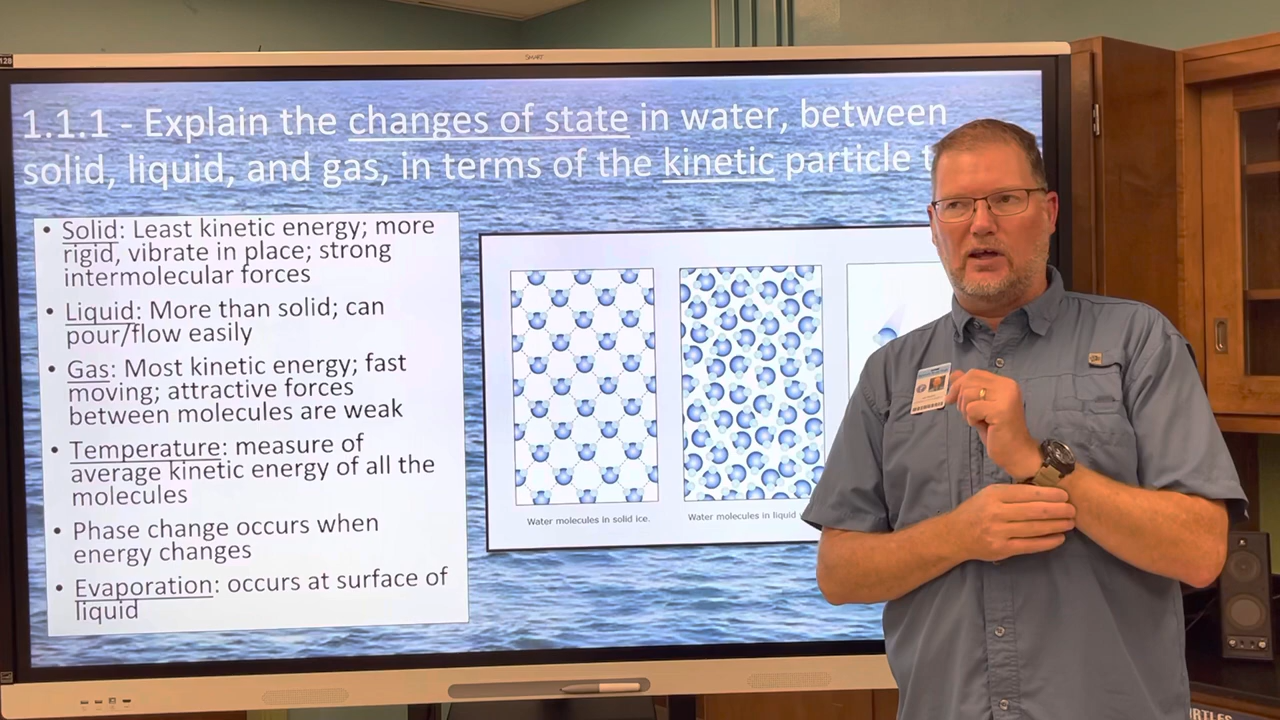 128
SMART
1.1.1 - Explain the changes of state in water, between
solid, liquid, and gas, in terms of the kinetic particle t
• Solid: Least kinetic energy; more
rigid, vibrate in place; strong
intermolecular forces
• Liquid: More than solid; can
pour/flow easily
• Gas: Most kinetic energy; fast
moving; attractive forces
between molecules are weak
• Temperature: measure of
average kinetic energy of all the
molecules
• Phase change occurs when
energy changes
• Evaporation: occurs at surface of
liquid
Water molecules in solid ice.
Water molecules in liquid